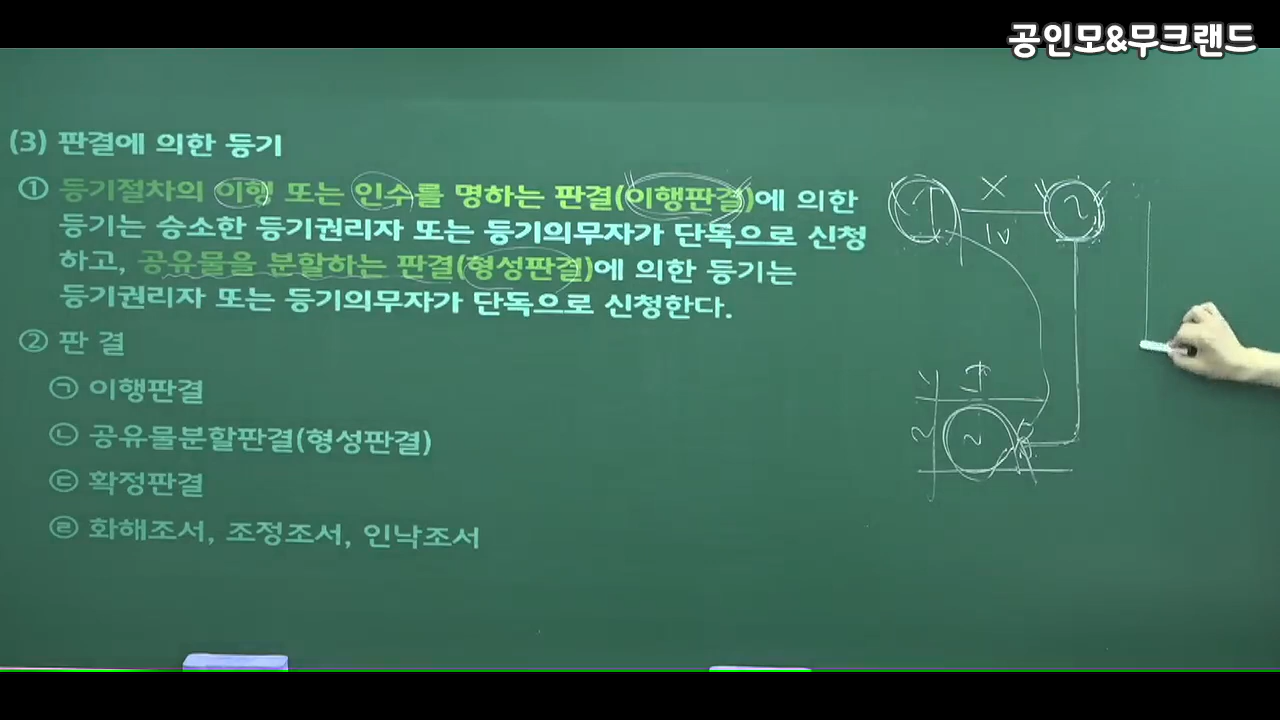 공인모&무크랜드
(3) 판결에 의한 등기
① 등기절차의 이행 또는 인수를 명하는 판결(이행판결)에 의한
등기는 승소한 등기권리자 또는 등기의무자가 단독으로 신청
하고, 공유물을 분할하는 판결(형성판결)에 의한 등기는
등기권리자 또는 등기의무자가 단독으로 신청한다.
② 판 결
㉠ 이행판결
㉡ 공유물분할판결(형성판결)
㉢ 확정판결
㉣ 화해조서, 조정조서, 인낙조서